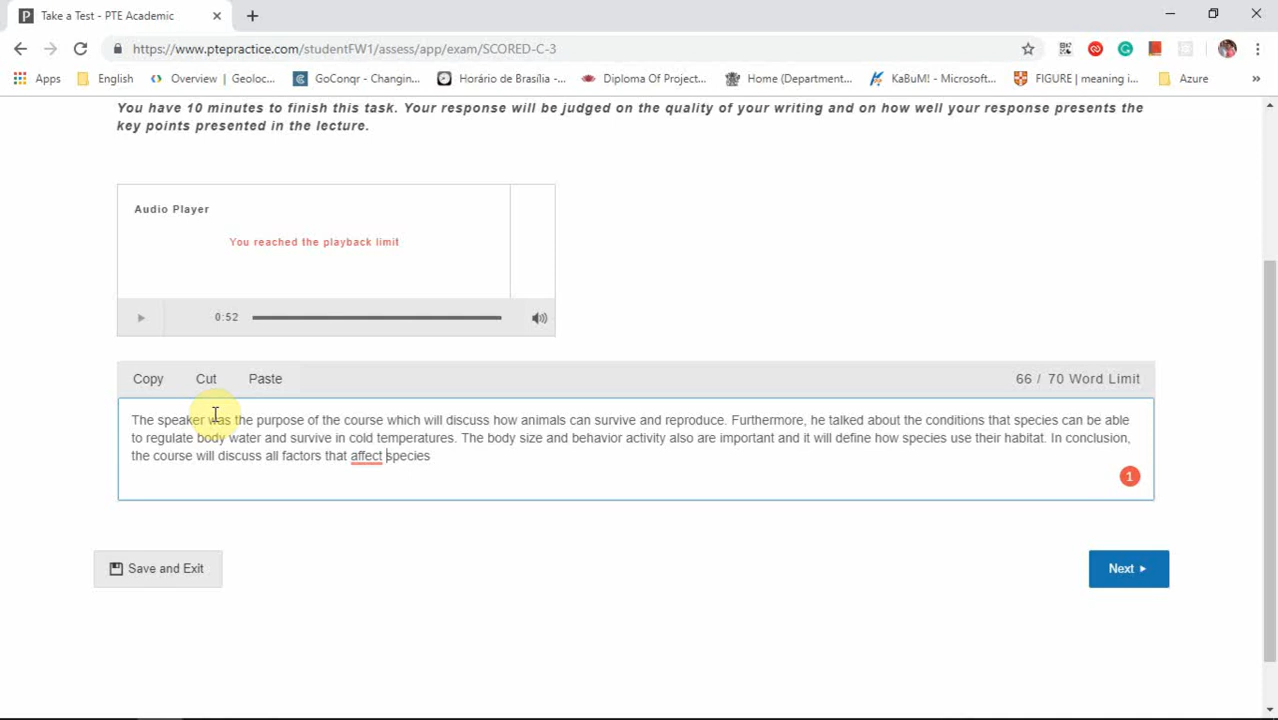 Take a Test - PTE Academic
https://www.ptepractice.com/studentFW1/assess/app/exam/SCORED-C-3
Apps English Overview | Geoloc... GoConqr - Changin... Horário de Brasília -... Diploma Of Project... Home (Department... KaBuM! - Microsoft... FIGURE | meaning i... Azure »
You have 10 minutes to finish this task. Your response will be judged on the quality of your writing and on how well your response presents the
key points presented in the lecture.
Audio Player
You reached the playback limit
0:52
Copy Cut Paste 66 / 70 Word Limit
The speaker was the purpose of the course which will discuss how animals can survive and reproduce. Furthermore, he talked about the conditions that species can be able
to regulate body water and survive in cold temperatures. The body size and behavior activity also are important and it will define how species use their habitat. In conclusion,
the course will discuss all factors that affect species
1
Save and Exit Next